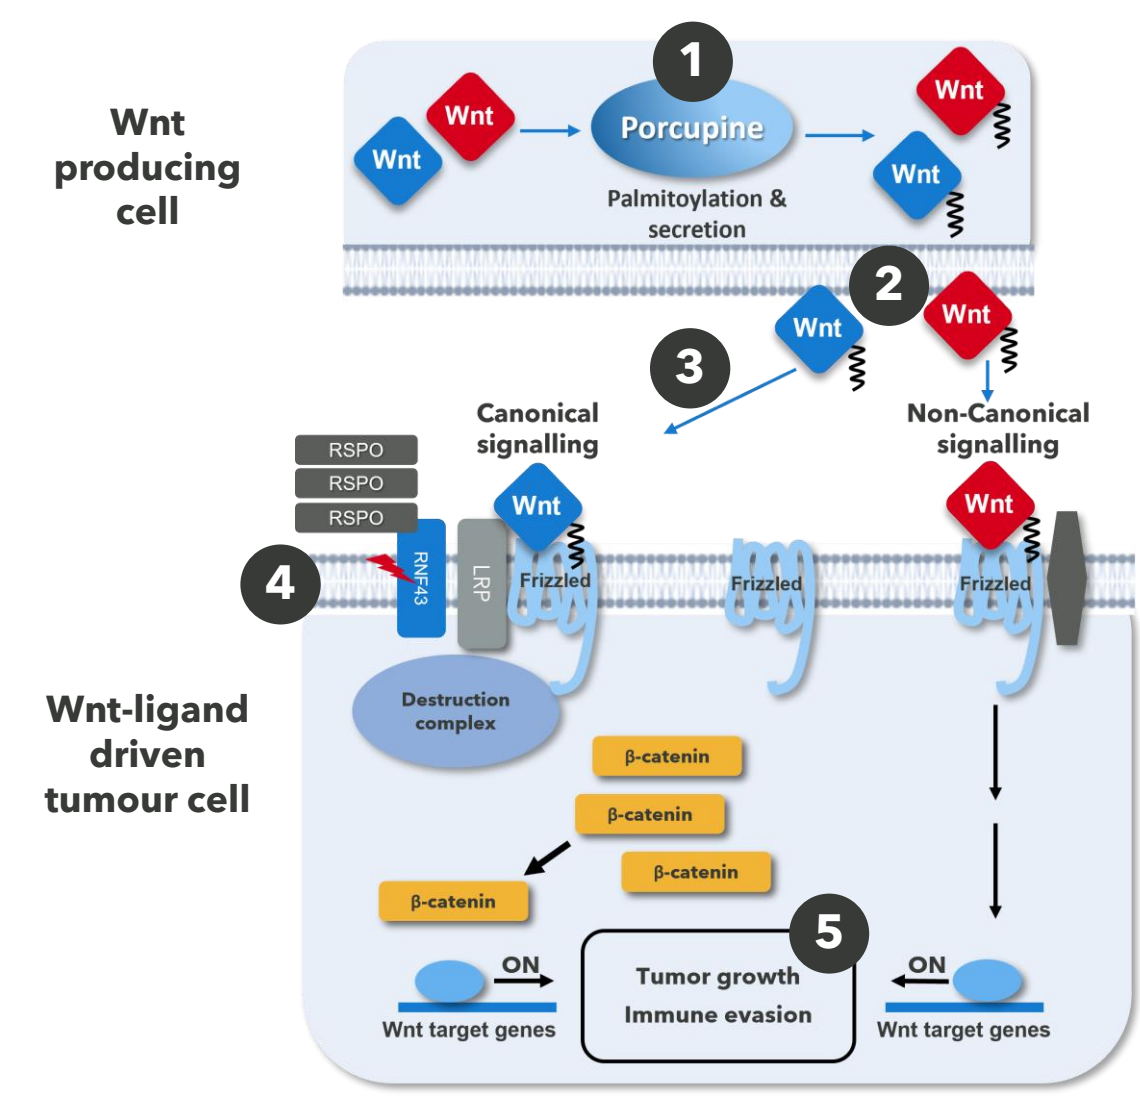 1
Wnt
producing
cell
Wnt
Wnt
Porcupine
Wnt
Wnt
Palmitoylation &
secretion
2
Wnt
Wnt
3
Canonical
signalling
Non-Canonical
signalling
RSPO
RSPO
RSPO
Wnt
Wnt
4
RNF43
LRP
Frizzled
Frizzled
Frizzled
Wnt-ligand
driven
tumour cell
Destruction
complex
β-catenin
β-catenin
β-catenin
β-catenin
5
ON
Wnt target genes
Tumor growth
Immune evasion
ON
Wnt target genes